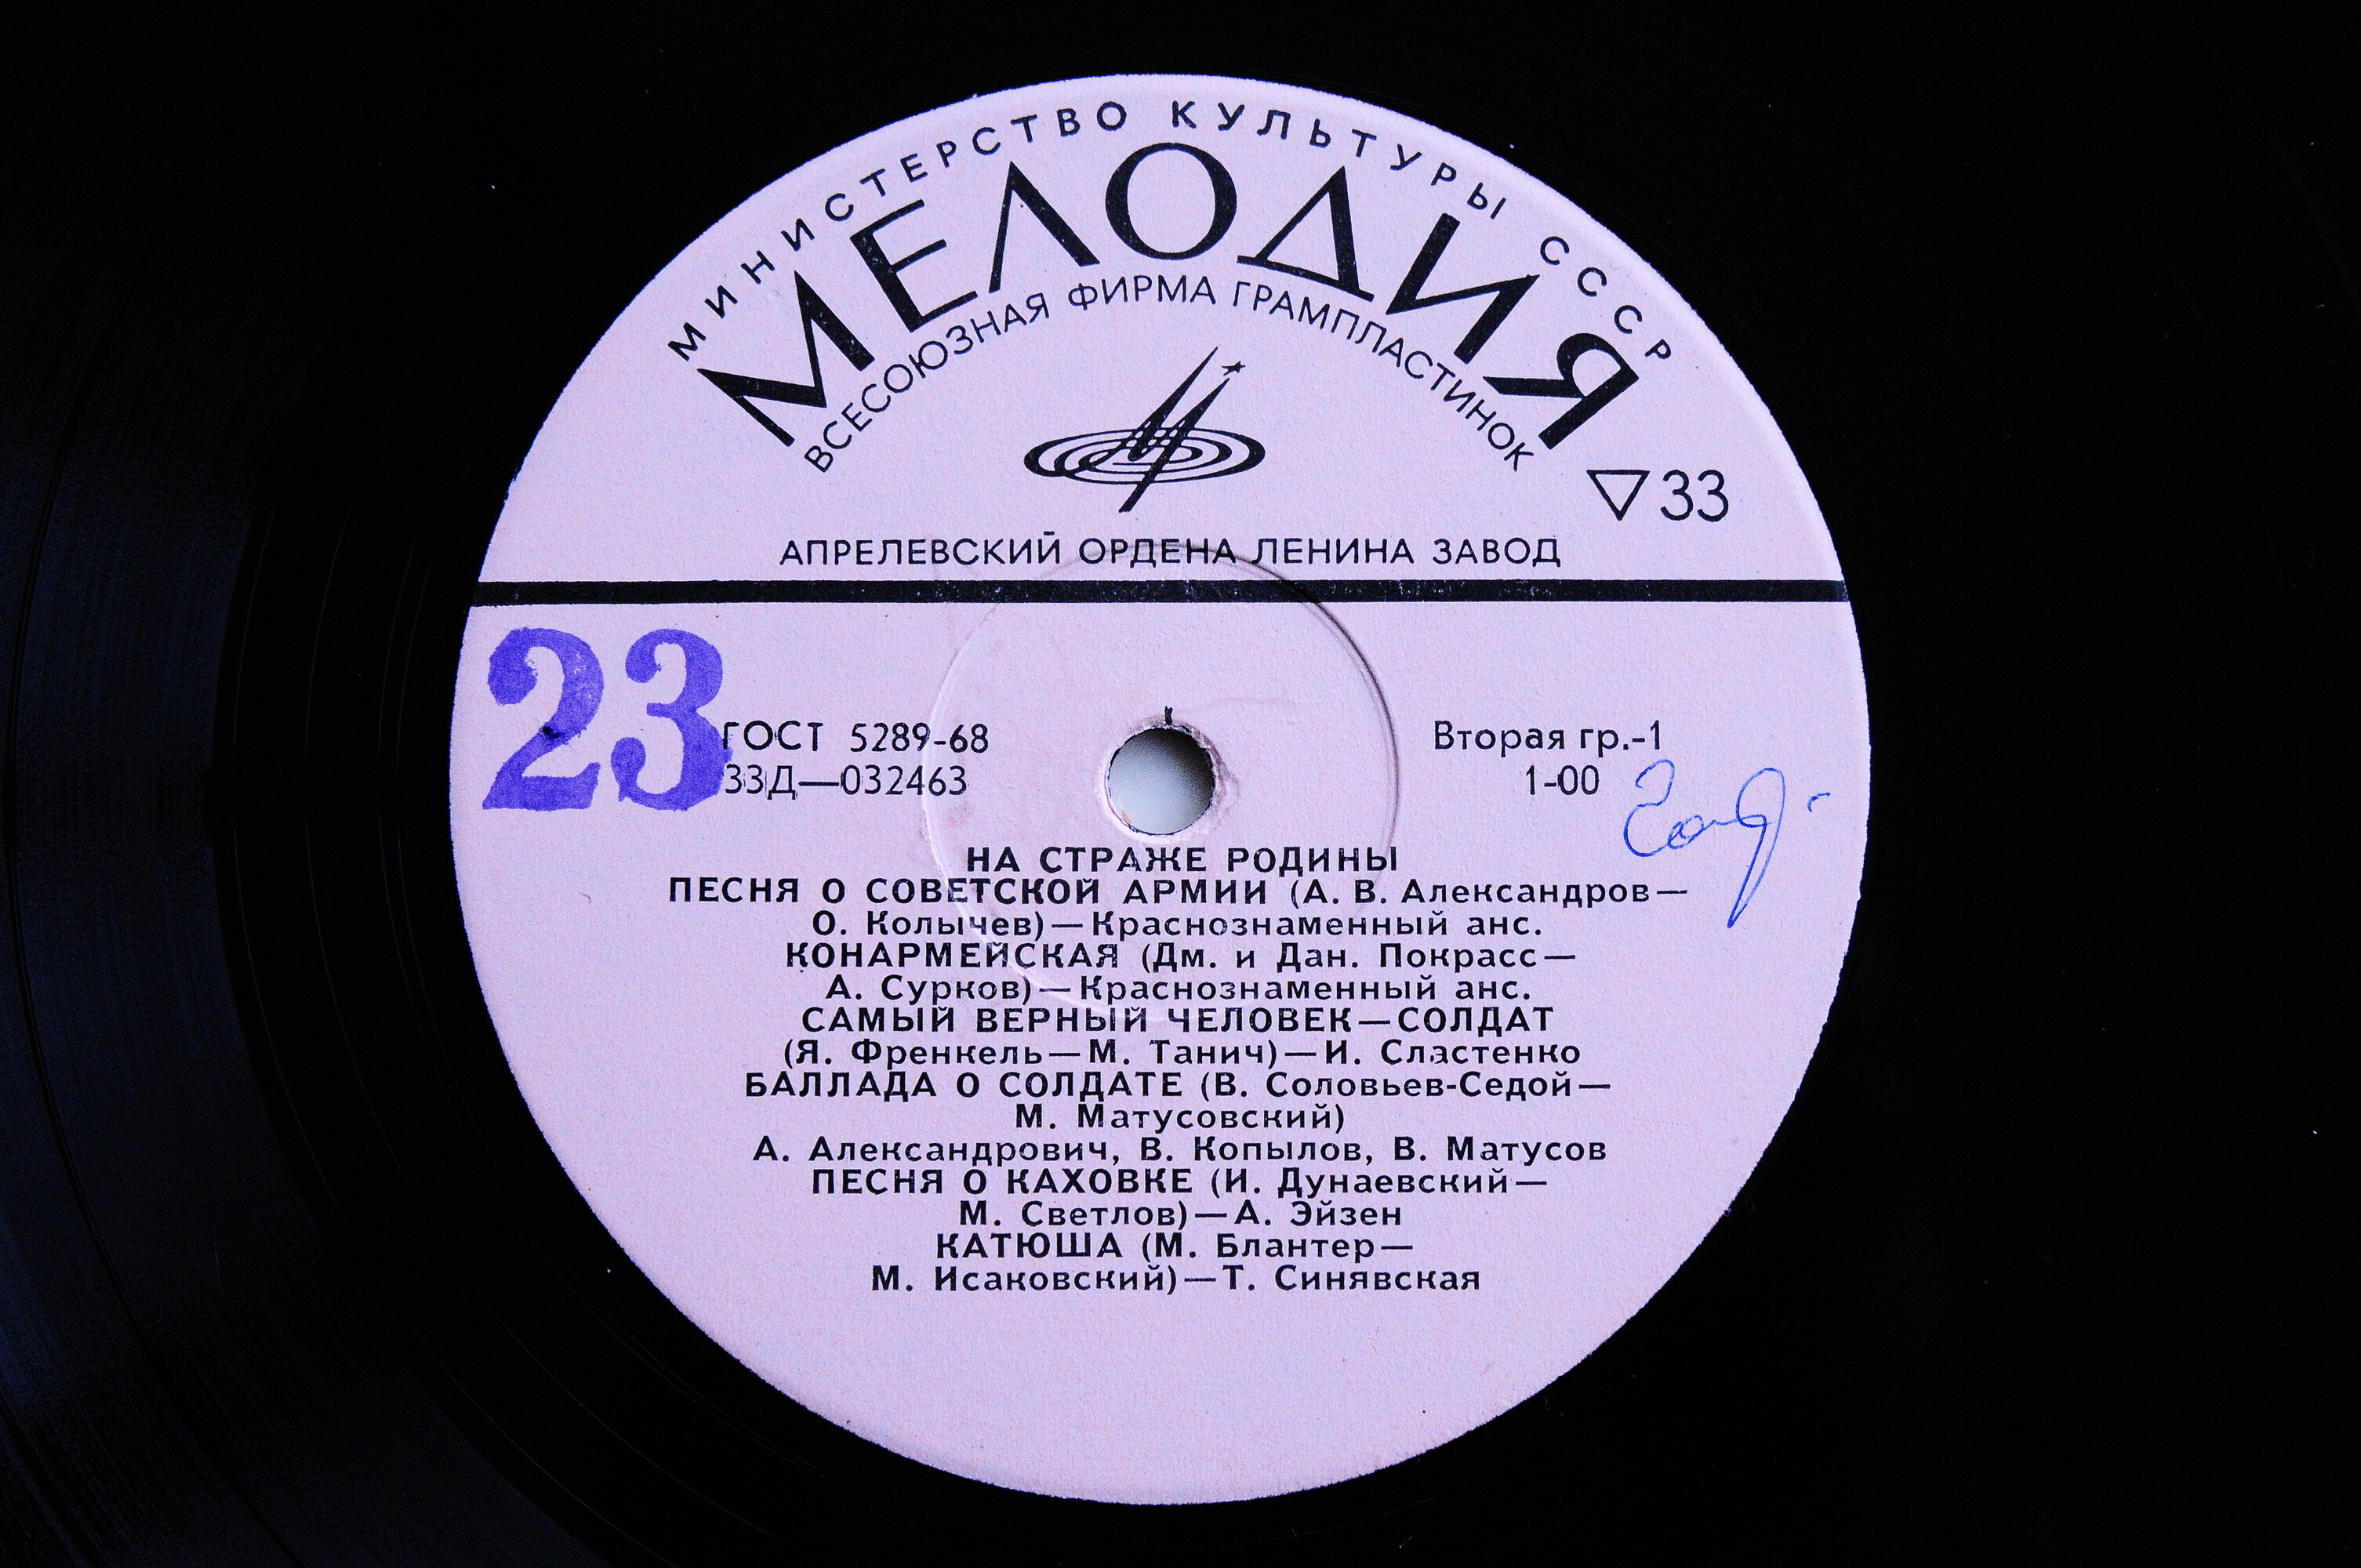 МИНИСТЕРСТВО КУЛЬТУРЫ СССР
МЕЛОДИЯ
ВСЕСОЮЗНАЯ ФИРМА ГРАМПЛАСТИНОК
▽33
АПРЕЛЕВСКИЙ ОРДЕНА ЛЕНИНА ЗАВОД
23
ГОСТ 5289-68
33Д—032463
Вторая гр.-1
1-00
НА СТРАЖЕ РОДИНЫ
ПЕСНЯ О СОВЕТСКОЙ АРМИИ (А. В. Александров—
О. Колычев)—Краснознаменный анс.
КОНАРМЕЙСКАЯ (Дм. и Дан. Покрасс—
А. Сурков)—Краснознаменный анс.
САМЫЙ ВЕРНЫЙ ЧЕЛОВЕК—СОЛДАТ
(Я. Френкель—М. Танич)—И. Сластенко
БАЛЛАДА О СОЛДАТЕ (В. Соловьев-Седой—
М. Матусовский)
А. Александрович, В. Копылов, В. Матусов
ПЕСНЯ О КАХОВКЕ (И. Дунаевский—
М. Светлов)—А. Эйзен
КАТЮША (М. Блантер—
М. Исаковский)—Т. Синявская